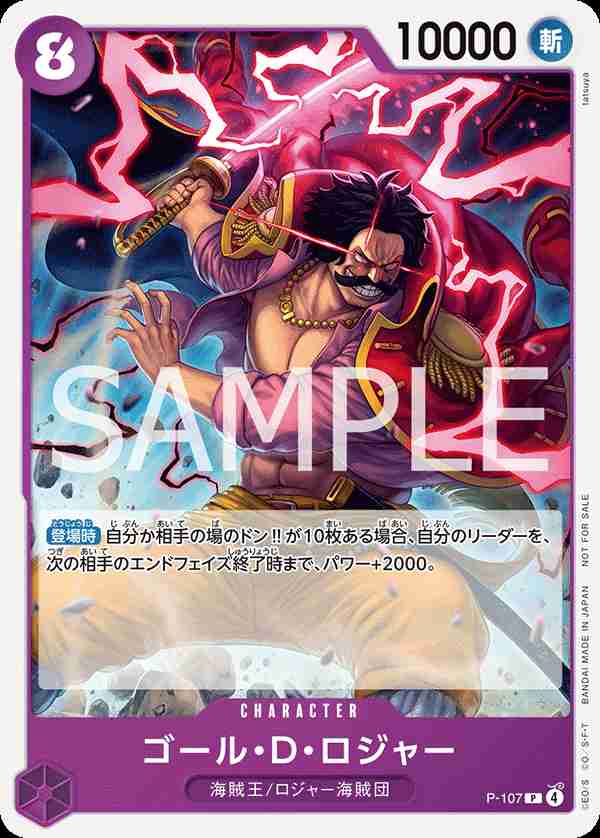 8
10000
斬
tatsuya
SAMPLE
登場時 自分か相手の場のドン!!が10枚ある場合、自分のリーダーを、
次の相手のエンドフェイズ終了時まで、パワー+2000。
CHARACTER
ゴール・D・ロジャー
海賊王/ロジャー海賊団
P-107 P 4
©E/S ©O/S・F・T BANDAI MADE IN JAPAN NOT FOR SALE